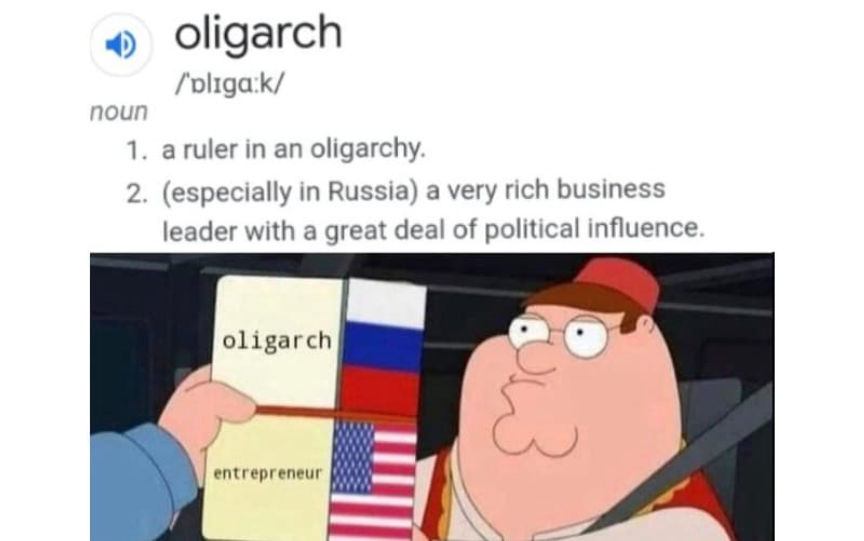 oligarch
/ˈɒlɪɡɑːk/
noun
1. a ruler in an oligarchy.
2. (especially in Russia) a very rich business
leader with a great deal of political influence.
oligarch
entrepreneur